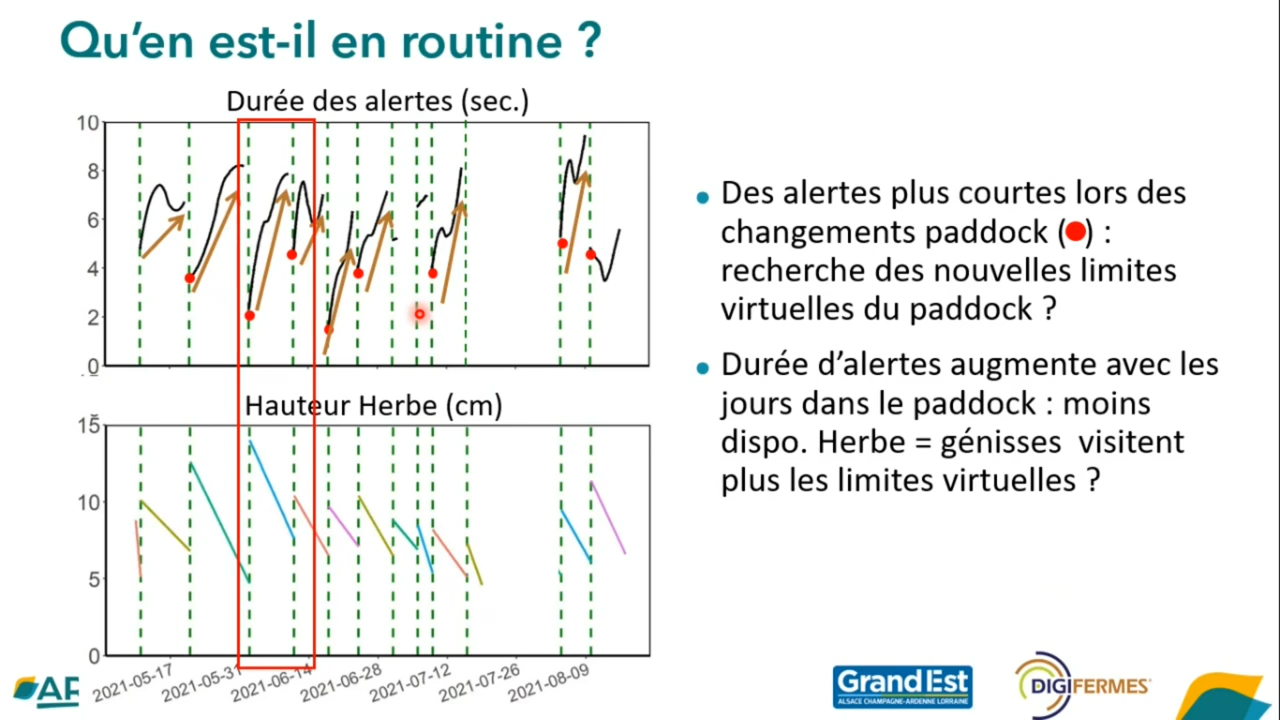 Qu'en est-il en routine ?
Durée des alertes (sec.)
10
8
6
4
2
0
Hauteur Herbe (cm)
15
10
5
0
2021-05-17
2021-05-31
2021-06-14
2021-06-28
2021-07-12
2021-07-26
2021-08-09
• Des alertes plus courtes lors des
changements paddock () :
recherche des nouvelles limites
virtuelles du paddock ?
• Durée d'alertes augmente avec les
jours dans le paddock : moins
dispo. Herbe = génisses visitent
plus les limites virtuelles ?
AF
GrandEst
ALSACE CHAMPAGNE-ARDENNE LORRAINE
DIGIFERMES